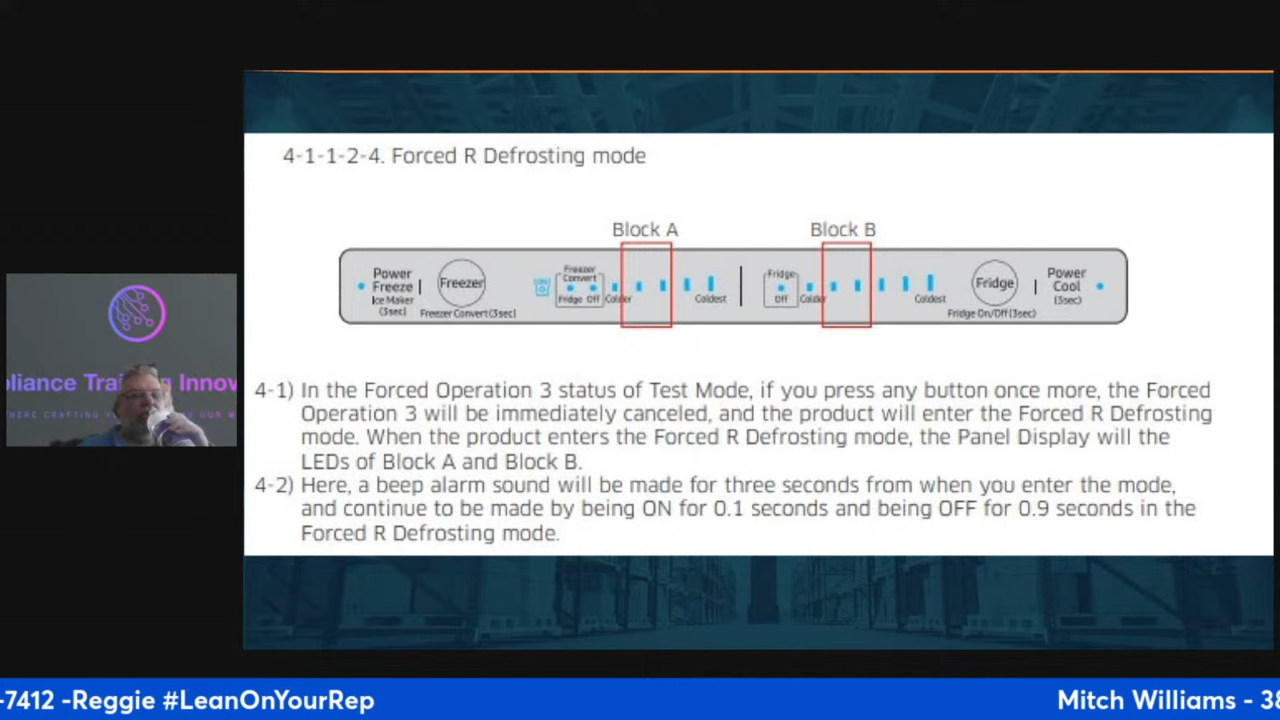 4-1-1-2-4. Forced R Defrosting mode
Block A
Block B
Power
Freeze
Ice Maker
(3sec)
Freezer
Freezer Convert (3sec)
Freezer
Convert
Fridge Off
Colder
Coldest
Fridge
Off
Colder
Coldest
Fridge
Fridge On/Off (3sec)
Power
Cool
(3sec)
4-1) In the Forced Operation 3 status of Test Mode, if you press any button once more, the Forced
Operation 3 will be immediately canceled, and the product will enter the Forced R Defrosting
mode. When the product enters the Forced R Defrosting mode, the Panel Display will the
LEDs of Block A and Block B.
4-2) Here, a beep alarm sound will be made for three seconds from when you enter the mode,
and continue to be made by being ON for 0.1 seconds and being OFF for 0.9 seconds in the
Forced R Defrosting mode.
pliance Trai g Innov
-7412 -Reggie #LeanOnYourRep
Mitch Williams - 38